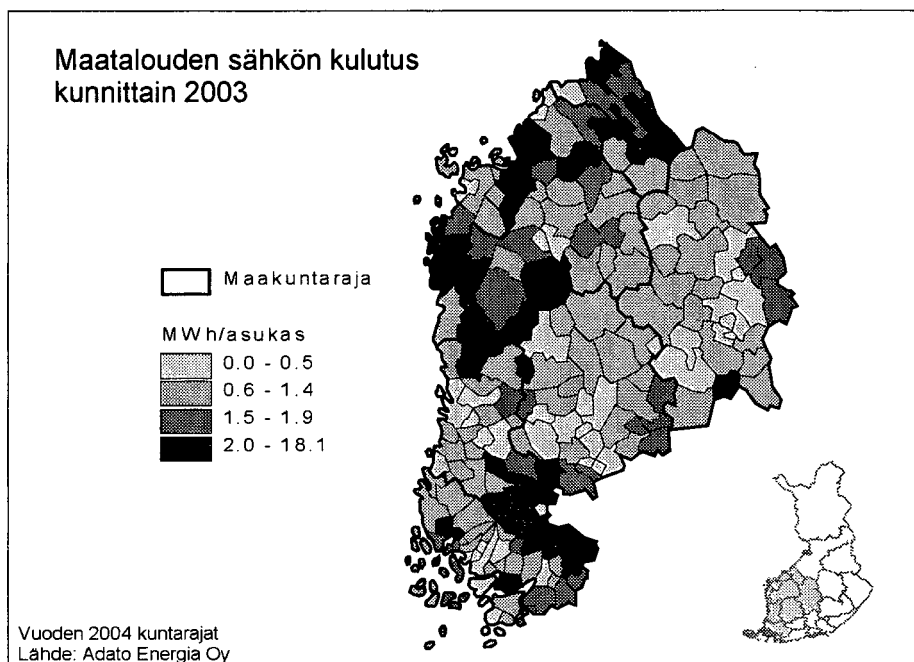 Maatalouden sähkön kulutus
kunnittain 2003
Maakuntaraja
MWh/asukas
0.0 - 0.5
0.6 - 1.4
1.5 - 1.9
2.0 - 18.1
Vuoden 2004 kuntarajat
Lähde: Adato Energia Oy